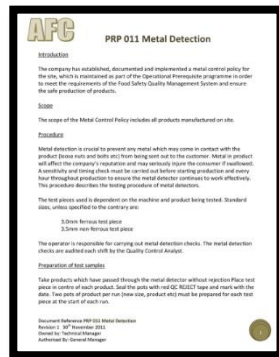 AFC
PRP 011 Metal Detection
Introduction
The company has established, documented and implemented a metal control policy for
the site, which is maintained as part of the Operational Prerequisite programme in order
to meet the requirements of the Food Safety Quality Management System and ensure
the safe production of products.
Scope
The scope of the Metal Control Policy includes all products manufactured on site.
Procedure
Metal detection is crucial to prevent any metal which may come in contact with the
product (loose nuts and bolts etc) from being sent out to the customer. Metal in product
will affect the company's reputation and may seriously injure the consumer if swallowed.
A sensitivity and timing check must be carried out before starting production and every
hour throughout production to ensure the metal detector continues to work effectively.
This procedure describes the testing procedure of metal detectors.
The test pieces used is dependent on the machine and product being tested. Standard
sizes, unless specified to the contrary are:
3.0mm ferrous test piece
3.5mm non-ferrous test piece
The operator is responsible for carrying out metal detection checks. The metal detection
checks are audited each shift by the Quality Control Analyst.
Preparation of test samples
Take products which have passed through the metal detector without rejection Place test
piece in centre of each product. Seal the pots with red QC REJECT tape and mark with the
date. Two pots of product per run (new size, product etc) must be prepared for each test
piece at the start of each run.
Document Reference PRP 011 Metal Detection
Revision 1 30th November 2011
Owned by: Technical Manager
Authorised By: General Manager